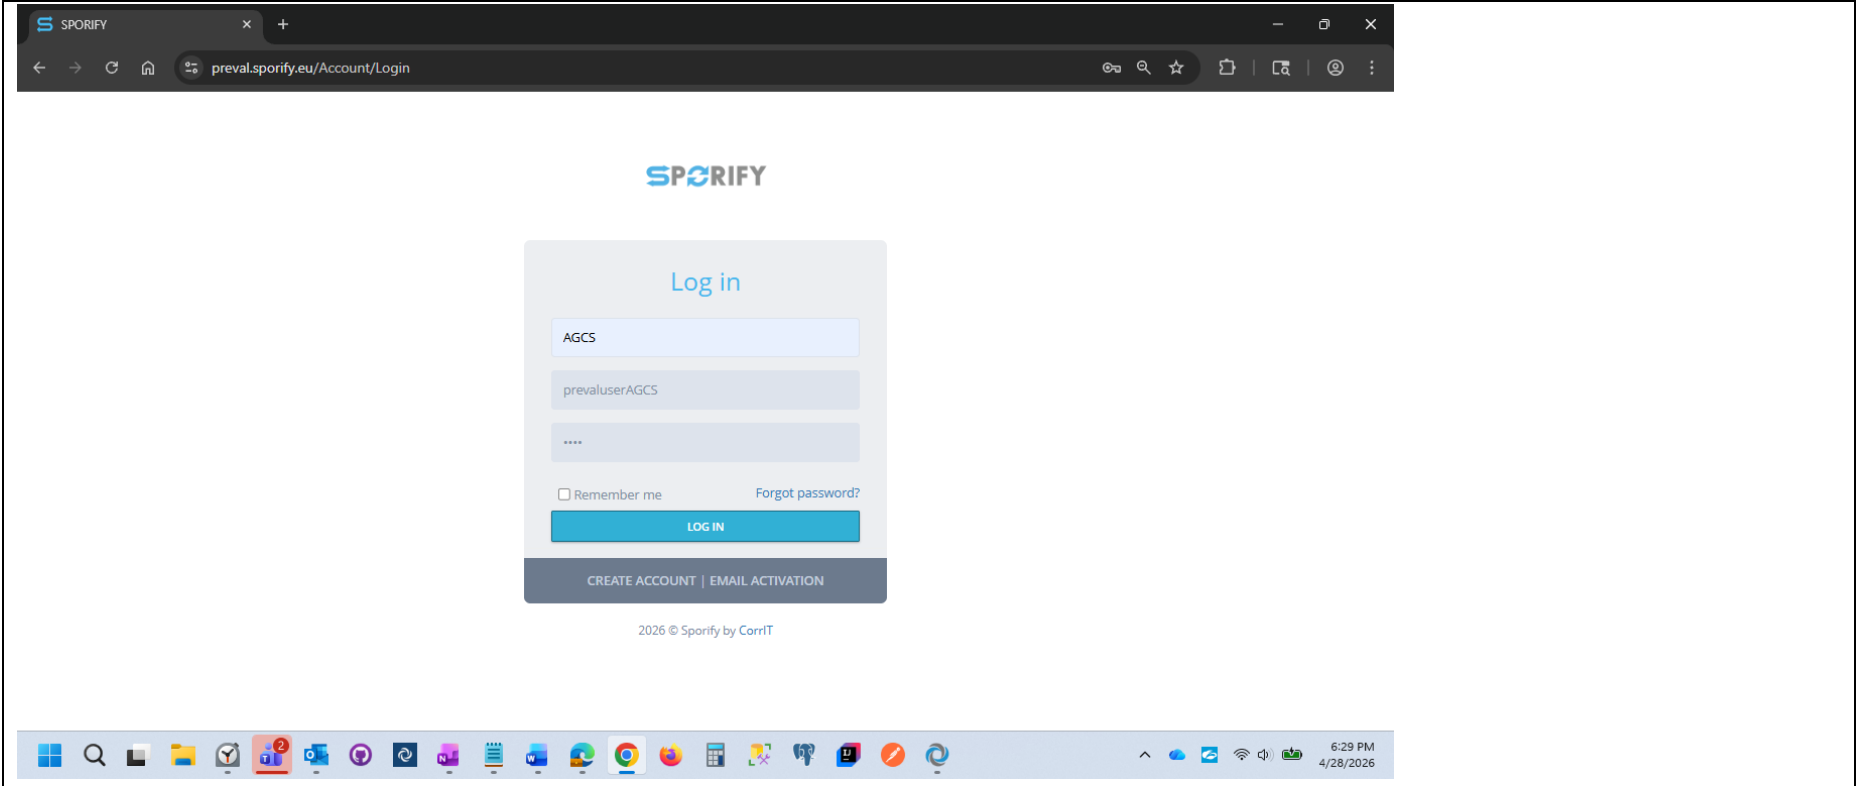 SPORIFY
preval.sporify.eu/Account/Login
SPORIFY
Log in
AGCS
prevaluserAGCS
••••
Remember me
Forgot password?
LOG IN
CREATE ACCOUNT | EMAIL ACTIVATION
2026 © Sporify by CorrIT
2
6:29 PM
4/28/2026